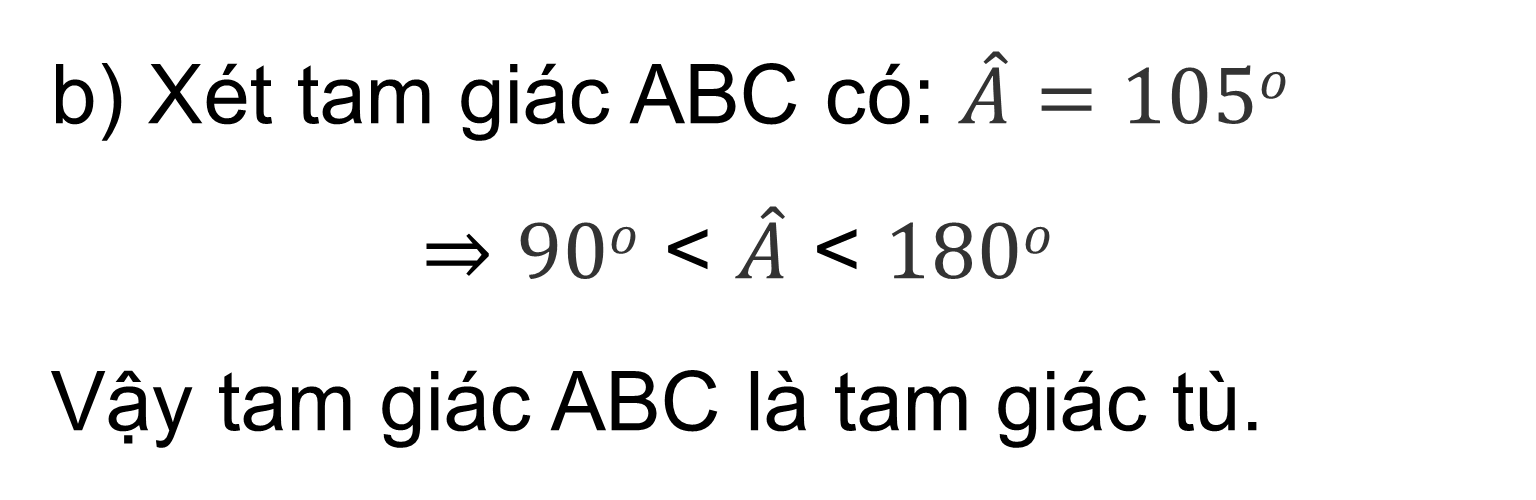 b) Xét tam giác ABC có: Â = 105ᵒ
⇒ 90ᵒ < Â < 180ᵒ
Vậy tam giác ABC là tam giác tù.